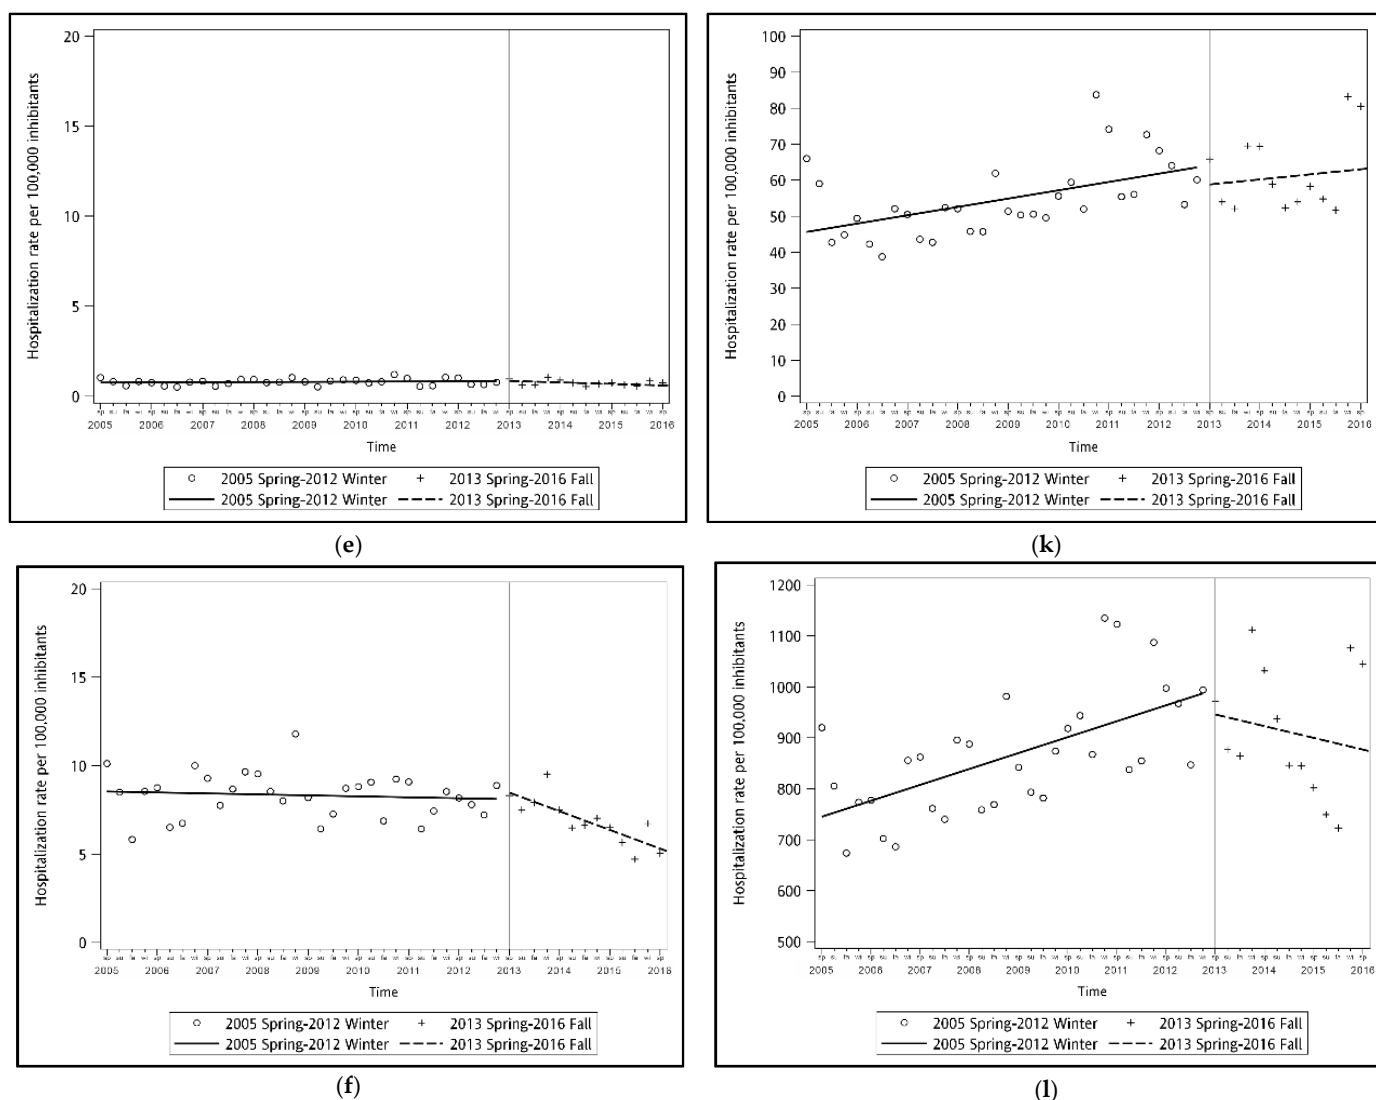 20
15
10
5
0
Hospitalization rate per 100,000 inhibitants
2005 2006 2007 2008 2009 2010 2011 2012 2013 2014 2015 2016
Time
2005 Spring-2012 Winter 2013 Spring-2016 Fall
2005 Spring-2012 Winter 2013 Spring-2016 Fall
(e)
100
90
80
70
60
50
40
30
20
10
0
Hospitalization rate per 100,000 inhibitants
2005 2006 2007 2008 2009 2010 2011 2012 2013 2014 2015 2016
Time
2005 Spring-2012 Winter 2013 Spring-2016 Fall
2005 Spring-2012 Winter 2013 Spring-2016 Fall
(k)
20
15
10
5
0
Hospitalization rate per 100,000 inhibitants
2005 2006 2007 2008 2009 2010 2011 2012 2013 2014 2015 2016
Time
2005 Spring-2012 Winter 2013 Spring-2016 Fall
2005 Spring-2012 Winter 2013 Spring-2016 Fall
(f)
1200
1100
1000
900
800
700
600
500
Hospitalization rate per 100,000 inhibitants
2005 2006 2007 2008 2009 2010 2011 2012 2013 2014 2015 2016
Time
2005 Spring-2012 Winter 2013 Spring-2016 Fall
2005 Spring-2012 Winter 2013 Spring-2016 Fall
(l)